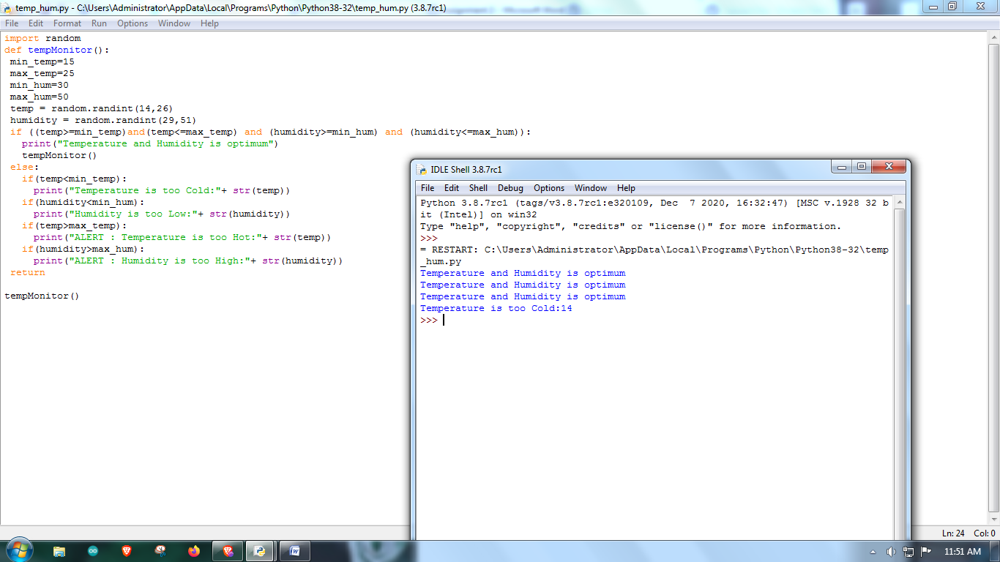 temp_hum.py - C:\Users\Administrator\AppData\Local\Programs\Python\Python38-32\temp_hum.py (3.8.7rc1)
File Edit Format Run Options Window Help
import random
def tempMonitor():
 min_temp=15
 max_temp=25
 min_hum=30
 max_hum=50
 temp = random.randint(14,26)
 humidity = random.randint(29,51)
 if ((temp>=min_temp)and(temp<=max_temp) and (humidity>=min_hum) and (humidity<=max_hum)):
   print("Temperature and Humidity is optimum")
   tempMonitor()
 else:
   if(temp<min_temp):
     print("Temperature is too Cold:"+ str(temp))
   if(humidity<min_hum):
     print("Humidity is too Low:"+ str(humidity))
   if(temp>max_temp):
     print("ALERT : Temperature is too Hot:"+ str(temp))
   if(humidity>max_hum):
     print("ALERT : Humidity is too High:"+ str(humidity))
 return
tempMonitor()
IDLE Shell 3.8.7rc1
File Edit Shell Debug Options Window Help
Python 3.8.7rc1 (tags/v3.8.7rc1:e320109, Dec  7 2020, 16:32:47) [MSC v.1928 32 b
it (Intel)] on win32
Type "help", "copyright", "credits" or "license()" for more information.
>>>
= RESTART: C:\Users\Administrator\AppData\Local\Programs\Python\Python38-32\temp
_hum.py
Temperature and Humidity is optimum
Temperature and Humidity is optimum
Temperature and Humidity is optimum
Temperature is too Cold:14
>>>
Ln: 24 Col: 0
11:51 AM